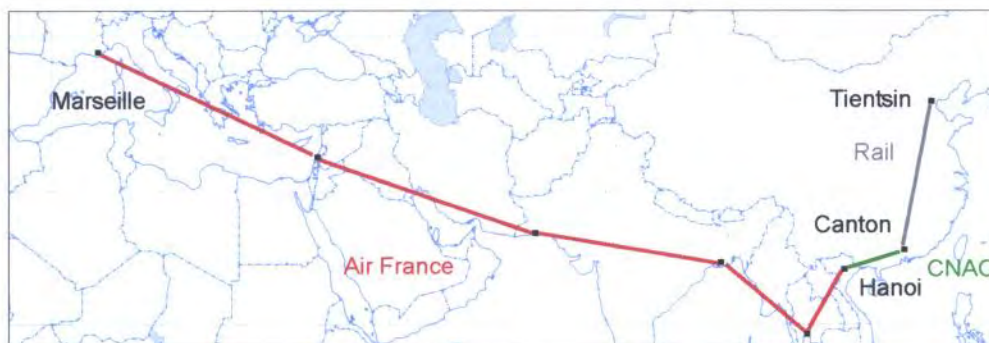 Marseille
Tientsin
Rail
Canton
Air France
CNAC
Hanoi